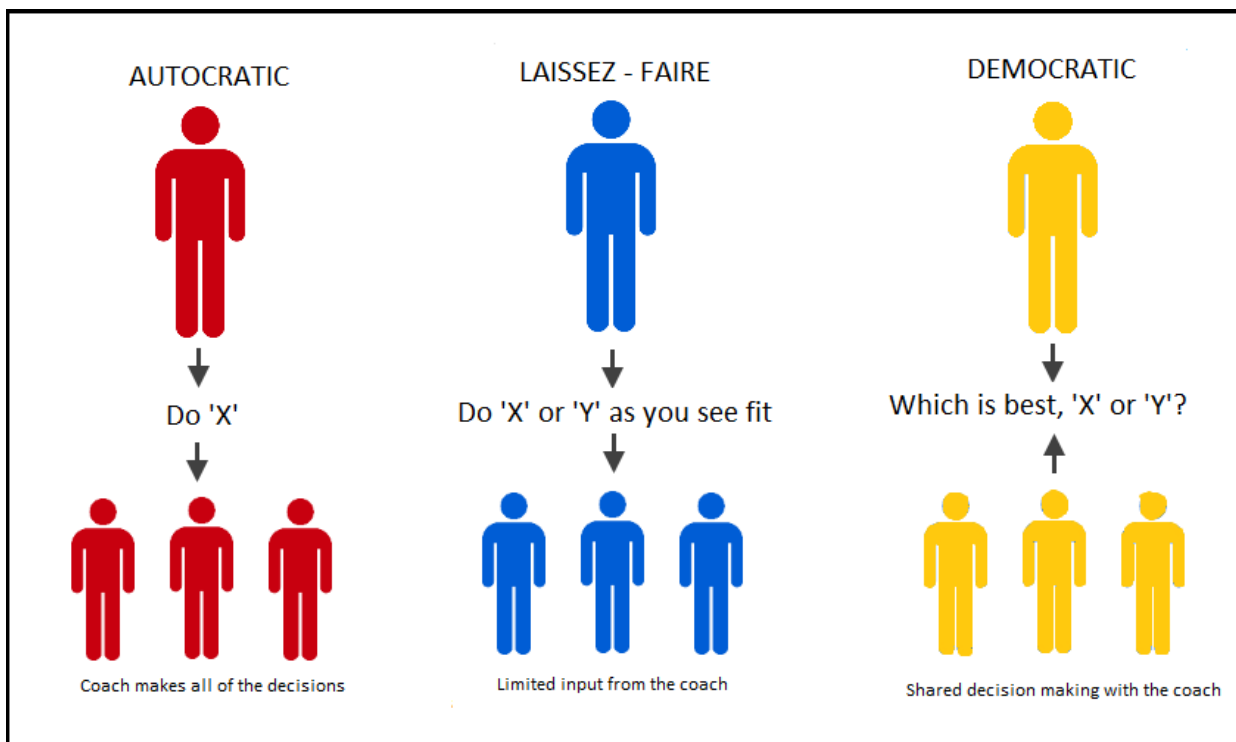 AUTOCRATIC
LAISSEZ - FAIRE
DEMOCRATIC
Do 'X'
Do 'X' or 'Y' as you see fit
Which is best, 'X' or 'Y'?
Coach makes all of the decisions
Limited input from the coach
Shared decision making with the coach